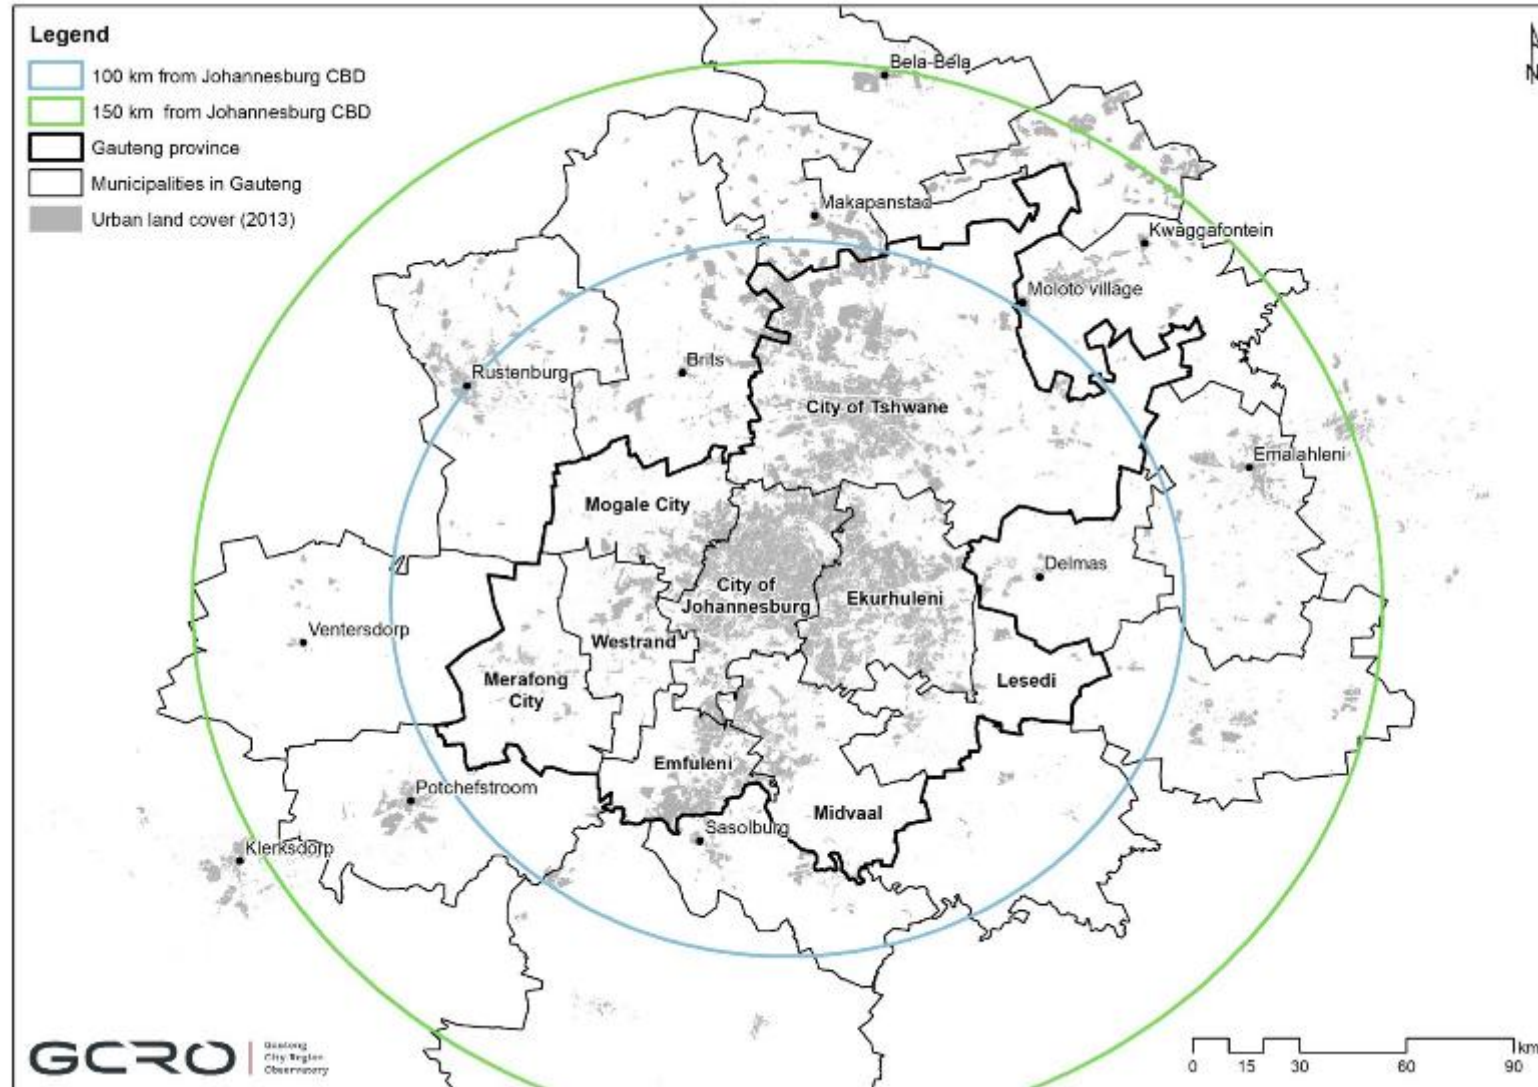 Legend
100 km from Johannesburg CBD
150 km from Johannesburg CBD
Gauteng province
Municipalities in Gauteng
Urban land cover (2013)
N
Bela-Bela
Makapanstad
Kwaggafontein
Moloto village
Rustenburg
Brits
City of Tshwane
Emalahleni
Mogale City
Delmas
City of
Johannesburg
Ekurhuleni
Ventersdorp
Westrand
Merafong
City
Lesedi
Emfuleni
Potchefstroom
Midvaal
Sasolburg
Klerksdorp
GCRO
Gauteng
City-Region
Observatory
km
0 15 30 60 90